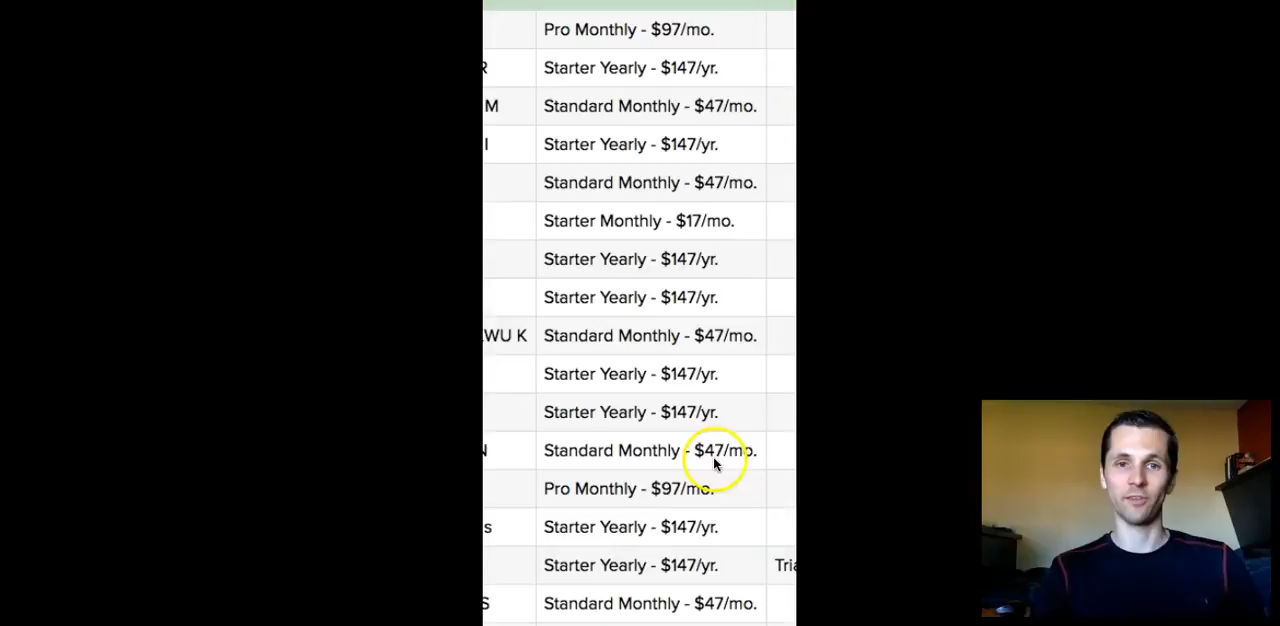 Pro Monthly - $97/mo.
R Starter Yearly - $147/yr.
M Standard Monthly - $47/mo.
I Starter Yearly - $147/yr.
Standard Monthly - $47/mo.
Starter Monthly - $17/mo.
Starter Yearly - $147/yr.
Starter Yearly - $147/yr.
WU K Standard Monthly - $47/mo.
Starter Yearly - $147/yr.
Starter Yearly - $147/yr.
N Standard Monthly - $47/mo.
Pro Monthly - $97/mo.
s Starter Yearly - $147/yr.
Starter Yearly - $147/yr. Tria
S Standard Monthly - $47/mo.